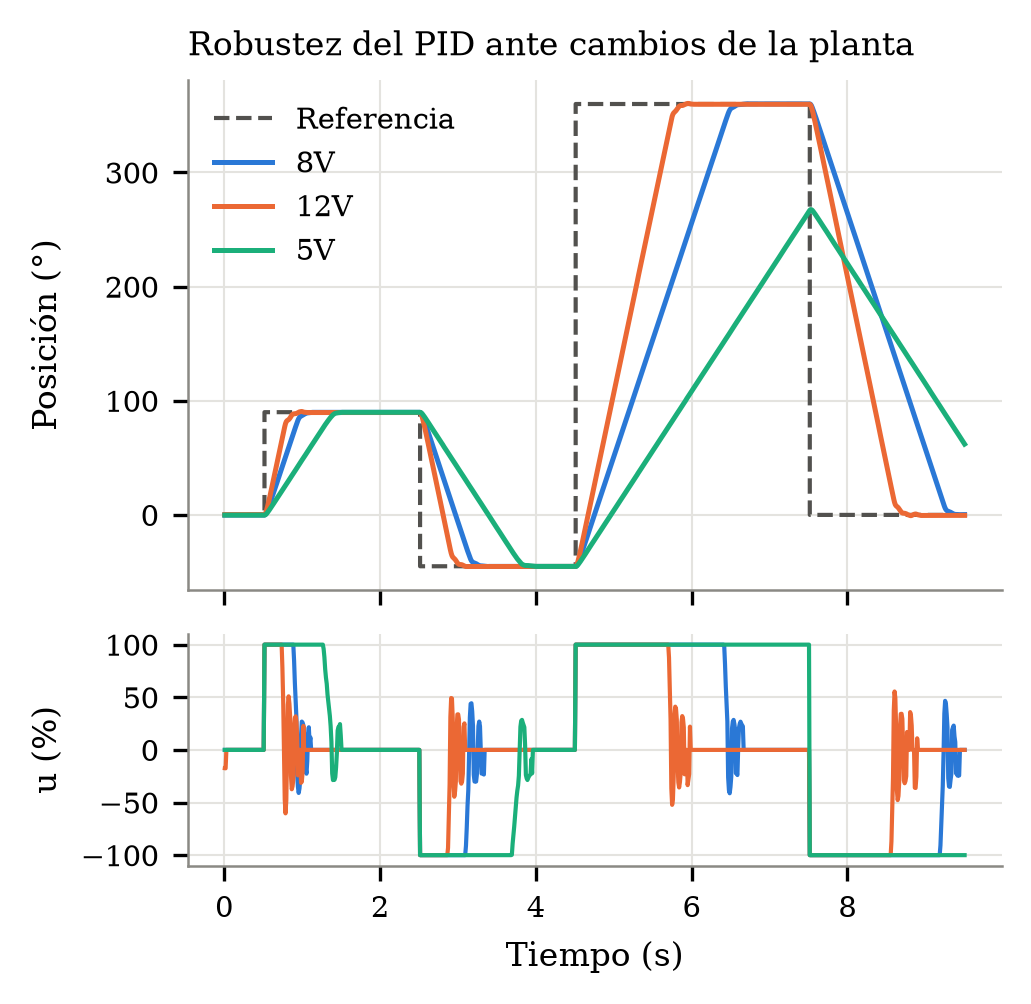 Robustez del PID ante cambios de la planta
Referencia
8V
12V
5V
Posición (°)
300
200
100
0
u (%)
100
50
0
−50
−100
0 2 4 6 8
Tiempo (s)